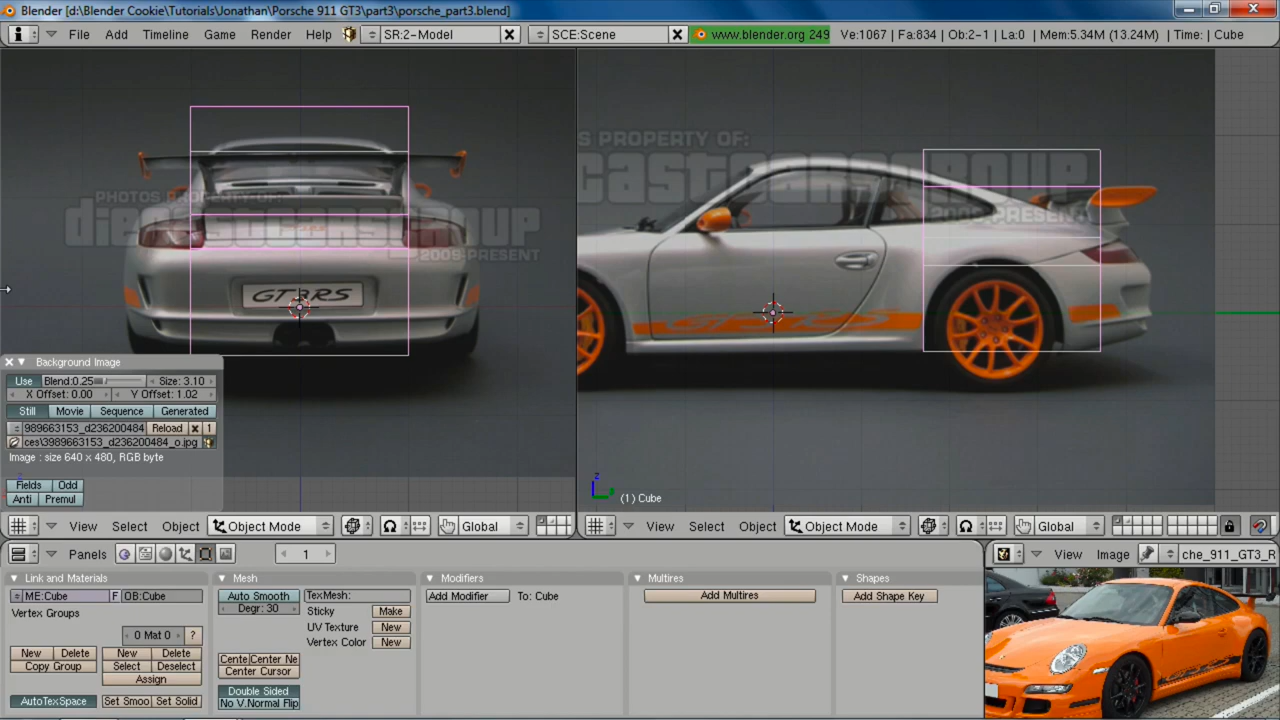 Blender [d:\Blender Cookie\Tutorials\Jonathan\Porsche 911 GT3\part3\porsche_part3.blend]
File Add Timeline Game Render Help SR:2-Model SCE:Scene www.blender.org 249 Ve:1067 | Fa:834 | Ob:2-1 | La:0 | Mem:5.34M (13.24M) | Time: | Cube
S PROPERTY OF:
diecastcarsgroup
2009-PRESENT
PHOTOS PROPERTY OF:
diecastcarsgroup
2009-PRESENT
GT3RS
Background Image
Use Blend:0.25 Size: 3.10
X Offset: 0.00 Y Offset: 1.02
Still Movie Sequence Generated
989663153_d236200484 Reload 1
ces\3989663153_d236200484_o.jpg
Image : size 640 x 480, RGB byte
Fields Odd
Anti Premul
z
(1) Cube
View Select Object Object Mode Global
View Select Object Object Mode Global
Panels 1
View Image che_911_GT3_R
Link and Materials
ME:Cube F OB:Cube
Vertex Groups
0 Mat 0 ?
New Delete New Delete
Copy Group Select Deselect
Assign
AutoTexSpace Set Smoo Set Solid
Mesh
Auto Smooth TexMesh:
Degr: 30 Sticky Make
UV Texture New
Vertex Color New
Cente Center Ne
Center Cursor
Double Sided
No V.Normal Flip
Modifiers
Add Modifier To: Cube
Multires
Add Multires
Shapes
Add Shape Key